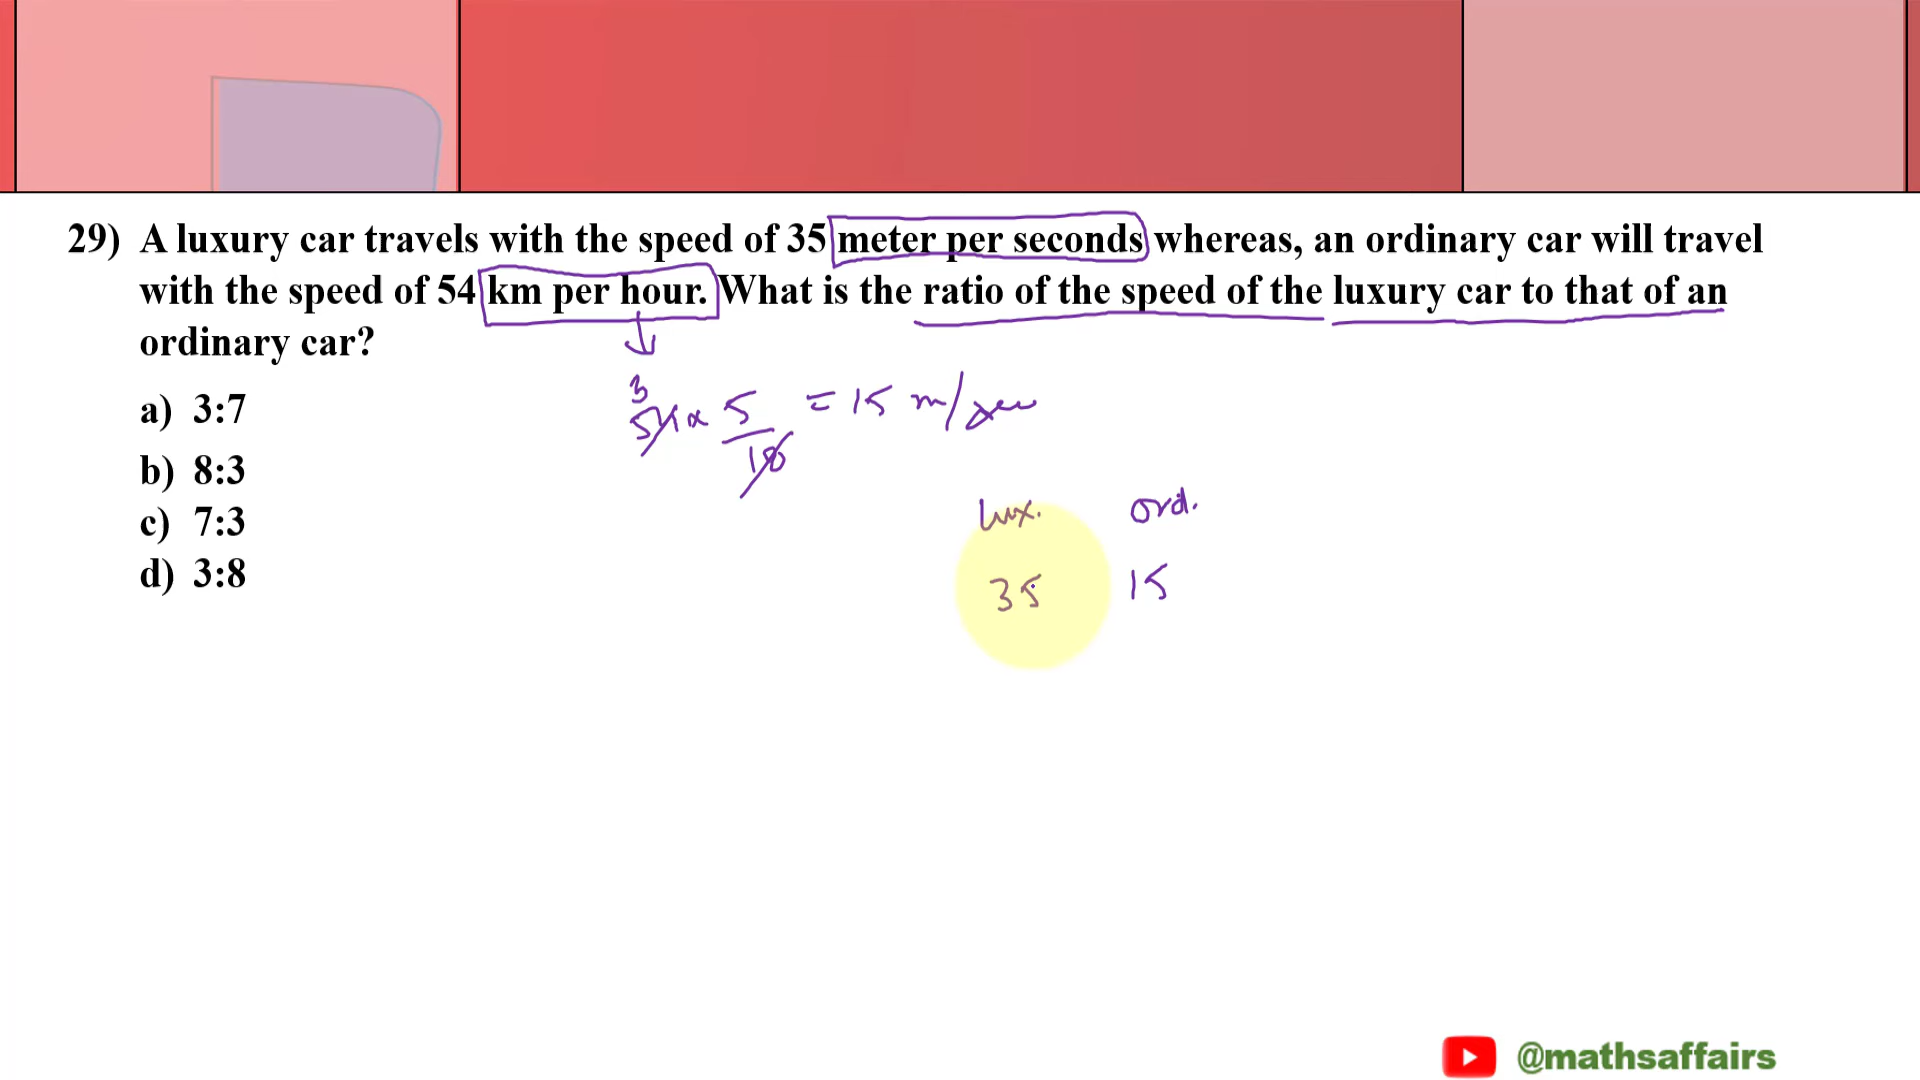 29) A luxury car travels with the speed of 35 meter per seconds whereas, an ordinary car will travel
with the speed of 54 km per hour. What is the ratio of the speed of the luxury car to that of an
ordinary car?
a) 3:7
b) 8:3
c) 7:3
d) 3:8
3
54 x 5/18 = 15 m/sec
lux. ord.
35 15
@mathsaffairs